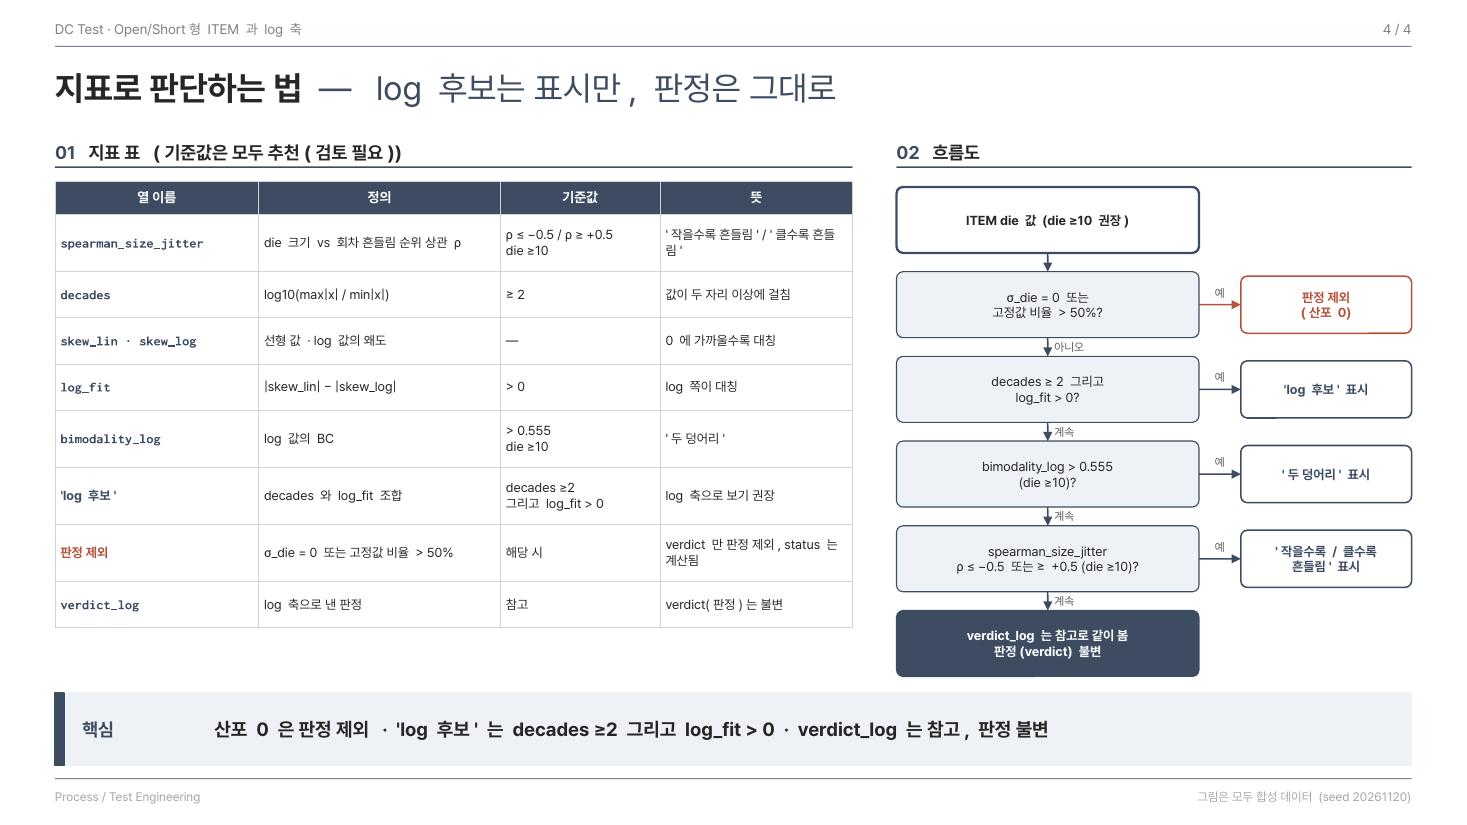 DC Test · Open/Short 형 ITEM 과 log 축
4 / 4
지표로 판단하는 법 — log 후보는 표시만 , 판정은 그대로
01 지표 표 ( 기준값은 모두 추천 ( 검토 필요 ))
열 이름 정의 기준값 뜻
spearman_size_jitter
die 크기 vs 회차 흔들림 순위 상관 ρ
ρ ≤ −0.5 / ρ ≥ +0.5
die ≥10
' 작을수록 흔들림 ' / ' 클수록 흔들
림 '
decades
log10(max|x| / min|x|)
≥ 2
값이 두 자리 이상에 걸침
skew_lin · skew_log
선형 값 · log 값의 왜도
—
0 에 가까울수록 대칭
log_fit
|skew_lin| − |skew_log|
> 0
log 쪽이 대칭
bimodality_log
log 값의 BC
> 0.555
die ≥10
' 두 덩어리 '
'log 후보 '
decades 와 log_fit 조합
decades ≥2
그리고 log_fit > 0
log 축으로 보기 권장
판정 제외
σ_die = 0 또는 고정값 비율 > 50%
해당 시
verdict 만 판정 제외 , status 는
계산됨
verdict_log
log 축으로 낸 판정
참고
verdict( 판정 ) 는 불변
02 흐름도
ITEM die 값 (die ≥10 권장 )
σ_die = 0 또는
고정값 비율 > 50%?
예
판정 제외
( 산포 0)
아니오
decades ≥ 2 그리고
log_fit > 0?
예
'log 후보 ' 표시
계속
bimodality_log > 0.555
(die ≥10)?
예
' 두 덩어리 ' 표시
계속
spearman_size_jitter
ρ ≤ −0.5 또는 ≥ +0.5 (die ≥10)?
예
' 작을수록 / 클수록
흔들림 ' 표시
계속
verdict_log 는 참고로 같이 봄
판정 (verdict) 불변
핵심
산포 0 은 판정 제외 · 'log 후보 ' 는 decades ≥2 그리고 log_fit > 0 · verdict_log 는 참고 , 판정 불변
Process / Test Engineering
그림은 모두 합성 데이터 (seed 20261120)